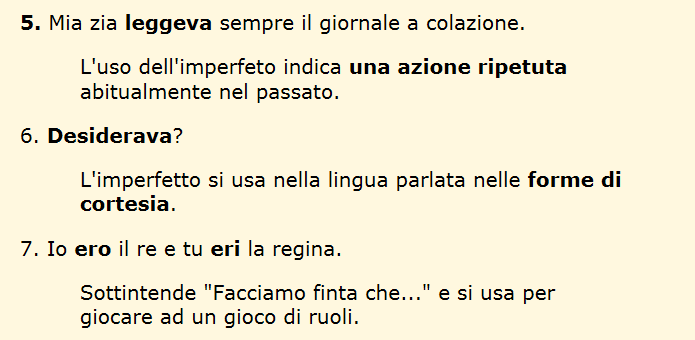 5. Mia zia leggeva sempre il giornale a colazione.
L'uso dell'imperfeto indica una azione ripetuta
abitualmente nel passato.
6. Desiderava?
L'imperfetto si usa nella lingua parlata nelle forme di
cortesia.
7. Io ero il re e tu eri la regina.
Sottintende "Facciamo finta che..." e si usa per
giocare ad un gioco di ruoli.